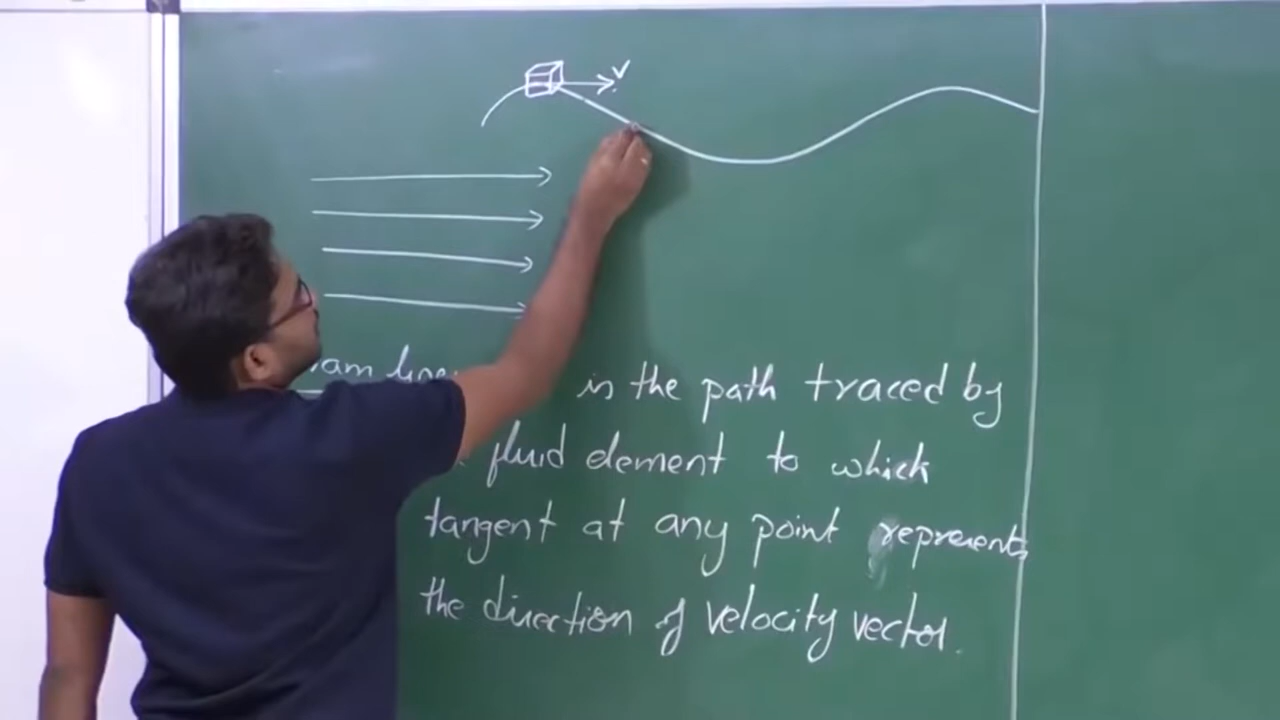 v
am line is the path traced by
fluid element to which
tangent at any point represents
the direction of velocity vector.